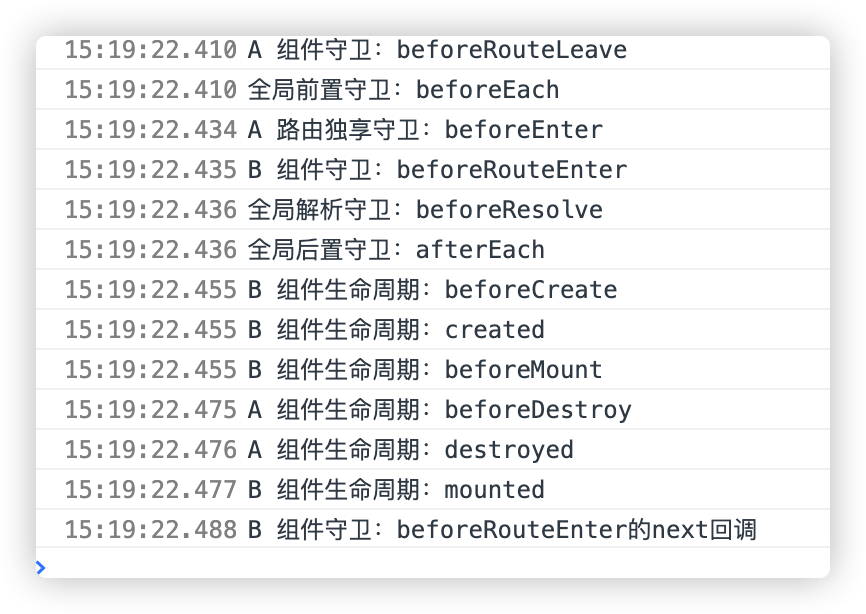 15:19:22.410 A 组件守卫：beforeRouteLeave
15:19:22.410 全局前置守卫：beforeEach
15:19:22.434 A 路由独享守卫：beforeEnter
15:19:22.435 B 组件守卫：beforeRouteEnter
15:19:22.436 全局解析守卫：beforeResolve
15:19:22.436 全局后置守卫：afterEach
15:19:22.455 B 组件生命周期：beforeCreate
15:19:22.455 B 组件生命周期：created
15:19:22.455 B 组件生命周期：beforeMount
15:19:22.475 A 组件生命周期：beforeDestroy
15:19:22.476 A 组件生命周期：destroyed
15:19:22.477 B 组件生命周期：mounted
15:19:22.488 B 组件守卫：beforeRouteEnter的next回调